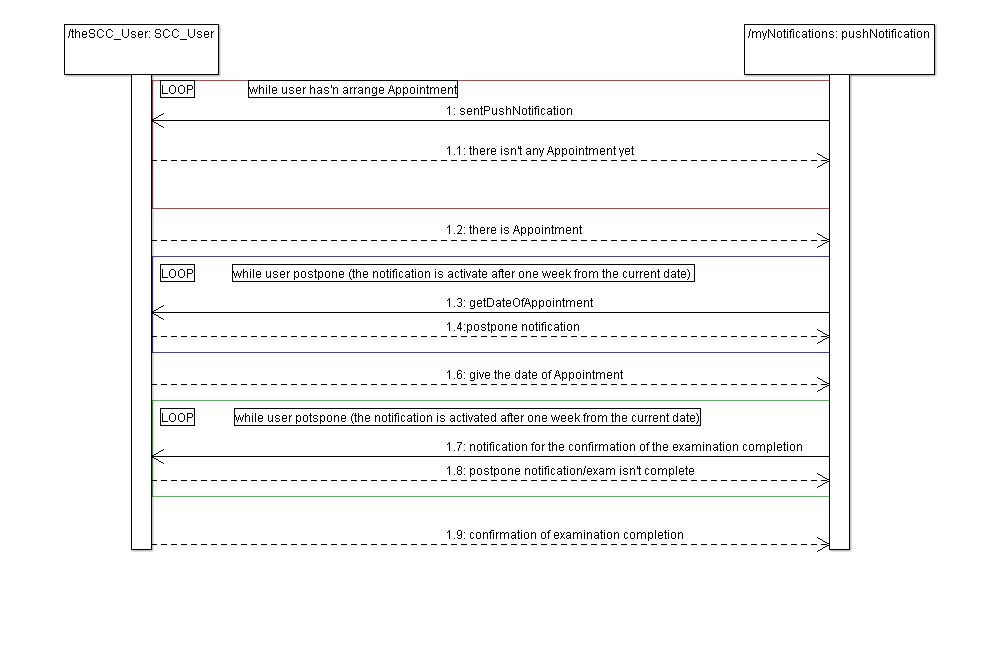 /theSCC_User: SCC_User
/myNotifications: pushNotification
LOOP
while user has'n arrange Appointment
1: sentPushNotification
1.1: there isn't any Appointment yet
1.2: there is Appointment
LOOP
while user postpone (the notification is activate after one week from the current date)
1.3: getDateOfAppointment
1.4:postpone notification
1.6: give the date of Appointment
LOOP
while user potspone (the notification is activated after one week from the current date)
1.7: notification for the confirmation of the examination completion
1.8: postpone notification/exam isn't complete
1.9: confirmation of examination completion